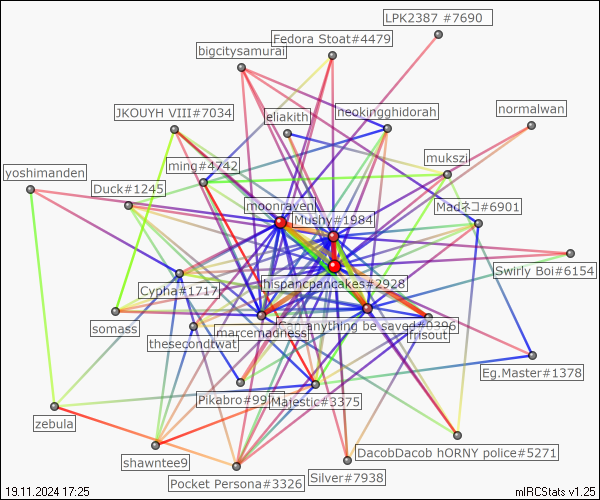 LPK2387 #7690
Fedora Stoat#4479
bigcitysamurai
JKOUYH VIII#7034
eliakith
neokingghidorah
normalwan
ming#4742
mukszi
yoshimanden
Duck#1245
moonraven
Mushy#1984
Madネコ#6901
Cypha#1717
hispancpancakes#2928
Swirly Boi#6154
somass
marcemadness
Can anything be saved#0396
thesecondtwat
frisout
Eg.Master#1378
Pikabro#99
Majestic#3375
zebula
shawntee9
DacobDacob hORNY police#5271
Pocket Persona#3326
Silver#7938
19.11.2024 17:25
mIRCStats v1.25